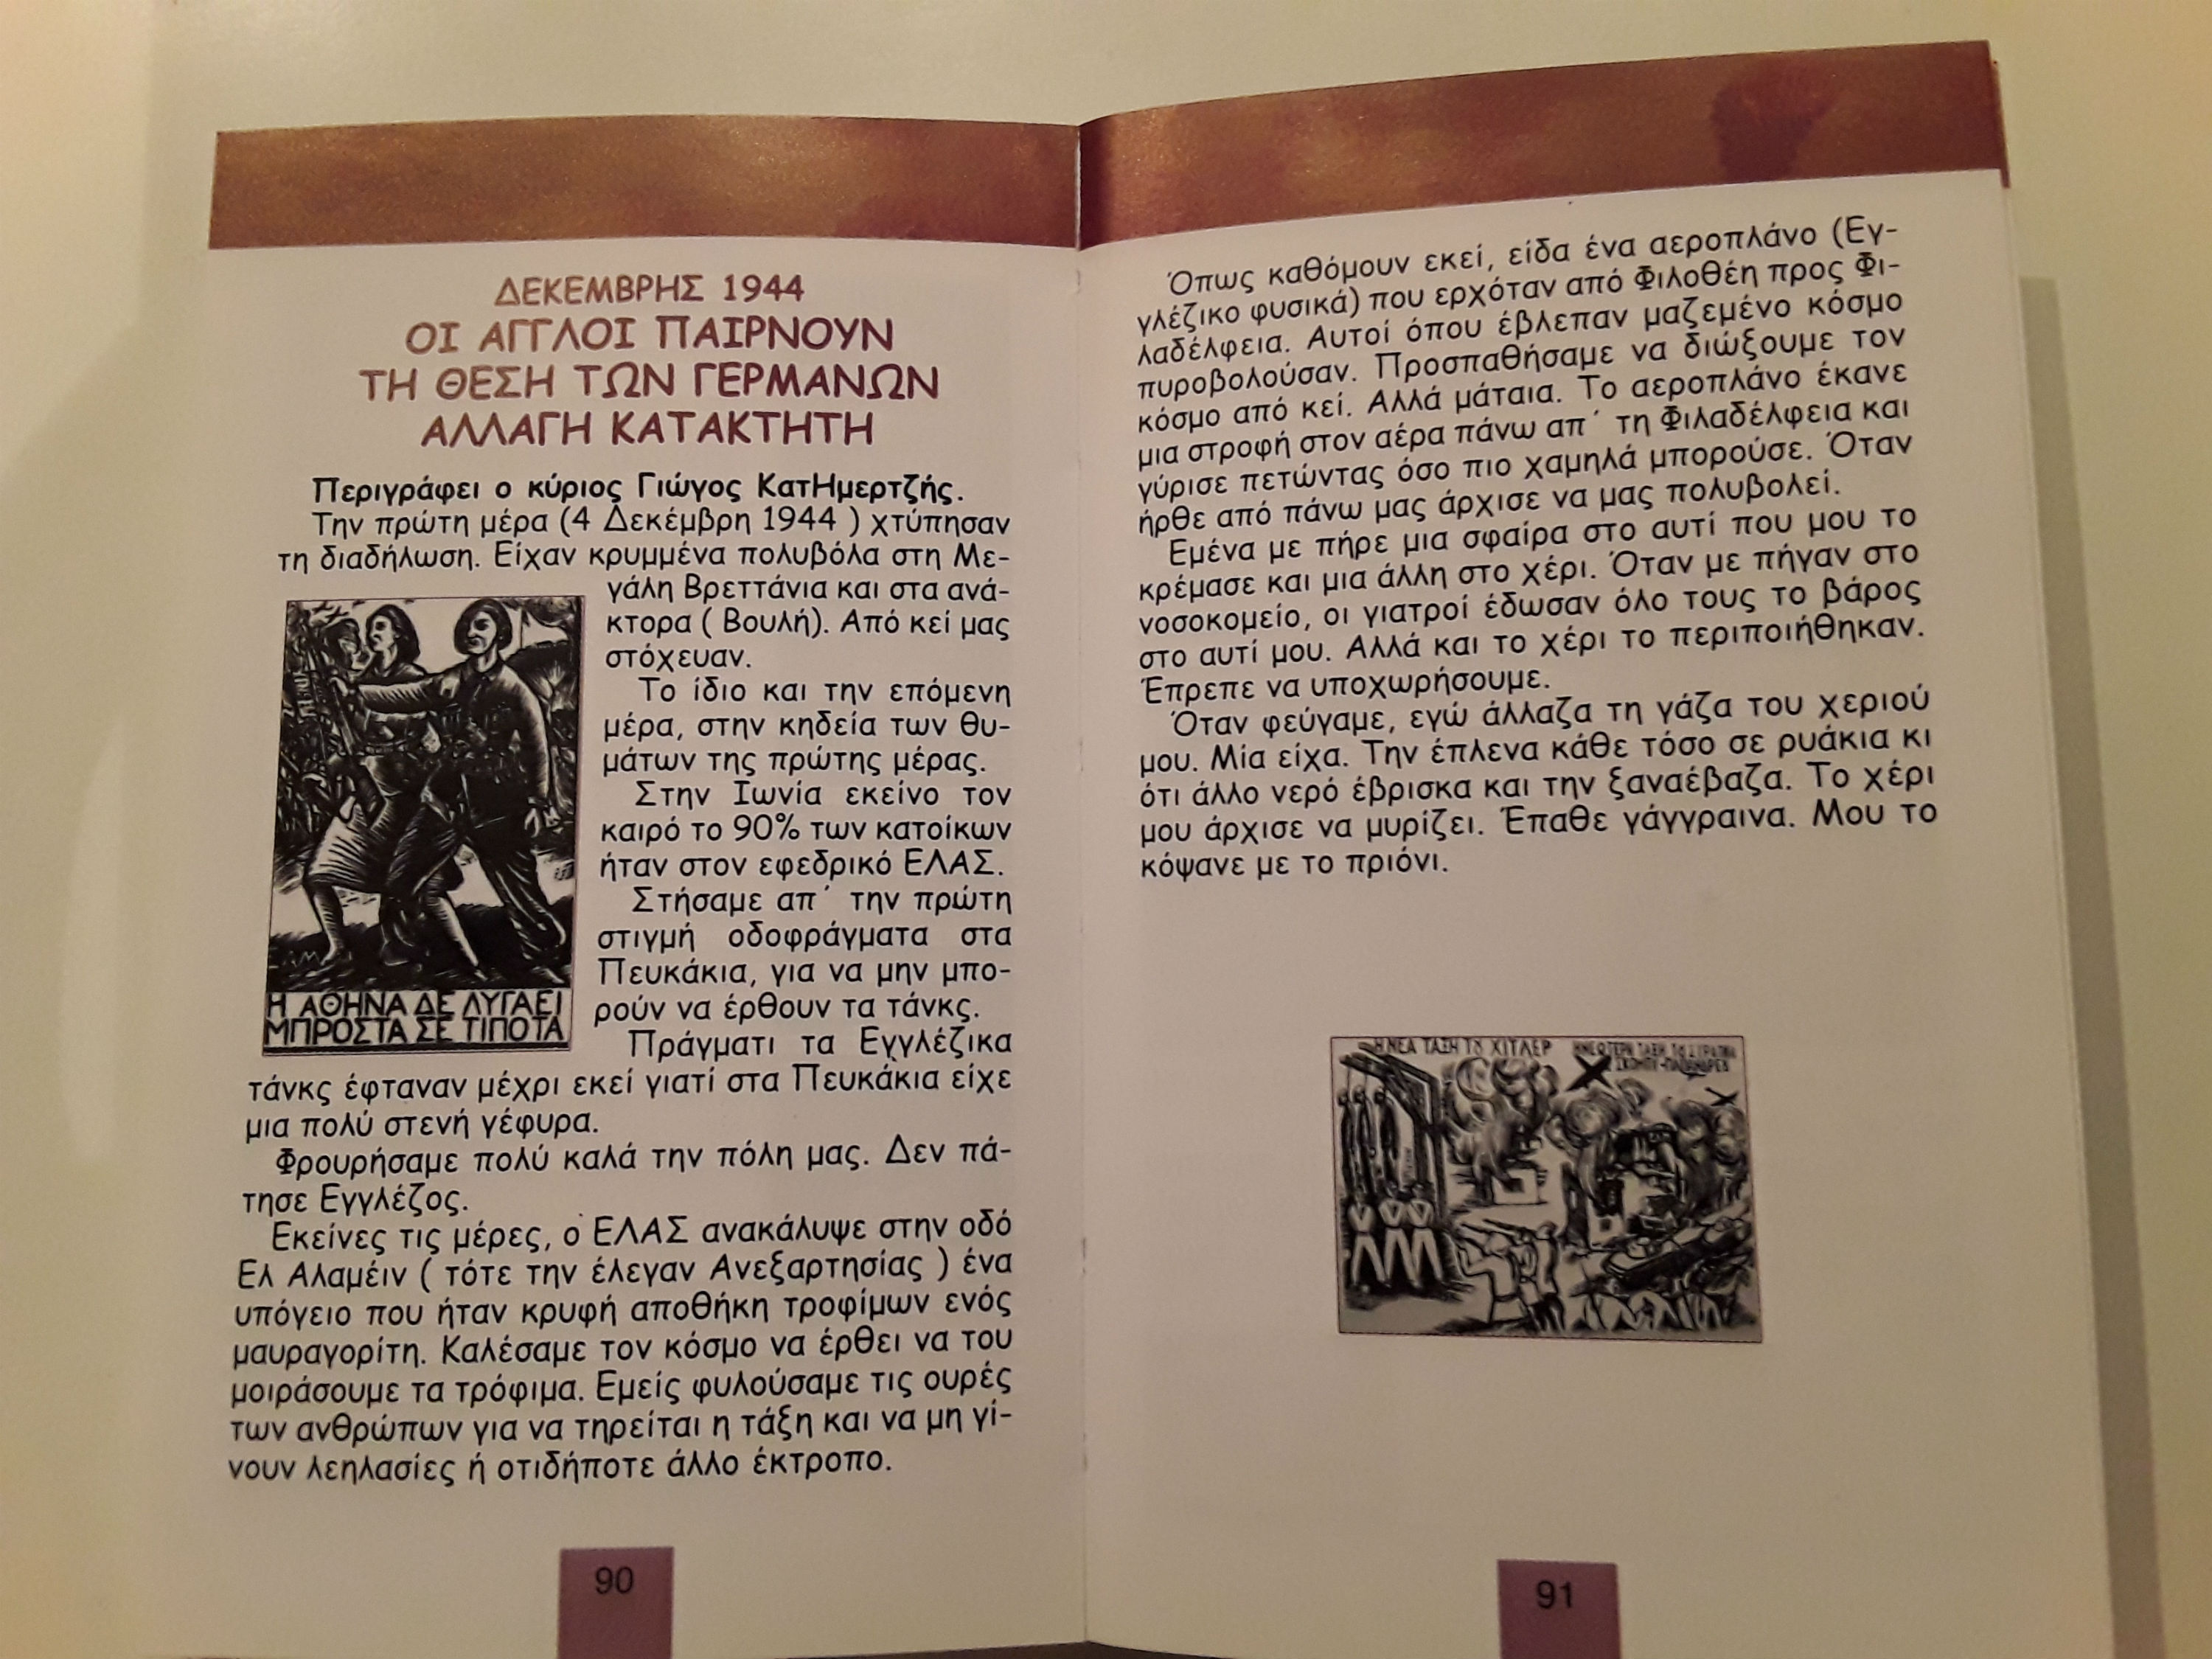 ΔΕΚΕΜΒΡΗΣ 1944
ΟΙ ΑΓΓΛΟΙ ΠΑΙΡΝΟΥΝ
ΤΗ ΘΕΣΗ ΤΩΝ ΓΕΡΜΑΝΩΝ
ΑΛΛΑΓΗ ΚΑΤΑΚΤΗΤΗ
Περιγράφει ο κύριος Γιώγος ΚατΗμερτζής.
Την πρώτη μέρα (4 Δεκέμβρη 1944 ) χτύπησαν
τη διαδήλωση. Είχαν κρυμμένα πολυβόλα στη Με-
γάλη Βρεττάνια και στα ανά-
κτορα ( Βουλή). Από κεί μας
στόχευαν.
Το ίδιο και την επόμενη
μέρα, στην κηδεία των θυ-
μάτων της πρώτης μέρας.
Στην Ιωνία εκείνο τον
καιρό το 90% των κατοίκων
ήταν στον εφεδρικό ΕΛΑΣ.
Στήσαμε απ΄ την πρώτη
στιγμή οδοφράγματα στα
Πευκάκια, για να μην μπο-
ρούν να έρθουν τα τάνκς.
Πράγματι τα Εγγλέζικα
τάνκς έφταναν μέχρι εκεί γιατί στα Πευκάκια είχε
μια πολύ στενή γέφυρα.
Φρουρήσαμε πολύ καλά την πόλη μας. Δεν πά-
τησε Εγγλέζος.
Εκείνες τις μέρες, ο ΕΛΑΣ ανακάλυψε στην οδό
Ελ Αλαμέιν ( τότε την έλεγαν Ανεξαρτησίας ) ένα
υπόγειο που ήταν κρυφή αποθήκη τροφίμων ενός
μαυραγορίτη. Καλέσαμε τον κόσμο να έρθει να του
μοιράσουμε τα τρόφιμα. Εμείς φυλούσαμε τις ουρές
των ανθρώπων για να τηρείται η τάξη και να μη γί-
νουν λεηλασίες ή οτιδήποτε άλλο έκτροπο.
Η ΑΘΗΝΑ ΔΕ ΛΥΓΑΕΙ
ΜΠΡΟΣΤΑ ΣΕ ΤΙΠΟΤΑ
90
Όπως καθόμουν εκεί, είδα ένα αεροπλάνο (Εγ-
γλέζικο φυσικά) που ερχόταν από Φιλοθέη προς Φι-
λαδέλφεια. Αυτοί όπου έβλεπαν μαζεμένο κόσμο
πυροβολούσαν. Προσπαθήσαμε να διώξουμε τον
κόσμο από κεί. Αλλά μάταια. Το αεροπλάνο έκανε
μια στροφή στον αέρα πάνω απ΄ τη Φιλαδέλφεια και
γύρισε πετώντας όσο πιο χαμηλά μπορούσε. Όταν
ήρθε από πάνω μας άρχισε να μας πολυβολεί.
Εμένα με πήρε μια σφαίρα στο αυτί που μου το
κρέμασε και μια άλλη στο χέρι. Όταν με πήγαν στο
νοσοκομείο, οι γιατροί έδωσαν όλο τους το βάρος
στο αυτί μου. Αλλά και το χέρι το περιποιήθηκαν.
Έπρεπε να υποχωρήσουμε.
Όταν φεύγαμε, εγώ άλλαζα τη γάζα του χεριού
μου. Μία είχα. Την έπλενα κάθε τόσο σε ρυάκια κι
ότι άλλο νερό έβρισκα και την ξαναέβαζα. Το χέρι
μου άρχισε να μυρίζει. Έπαθε γάγγραινα. Μου το
κόψανε με το πριόνι.
Η ΝΕΑ ΤΑΞΗ ΤΟΥ ΧΙΤΛΕΡ
91